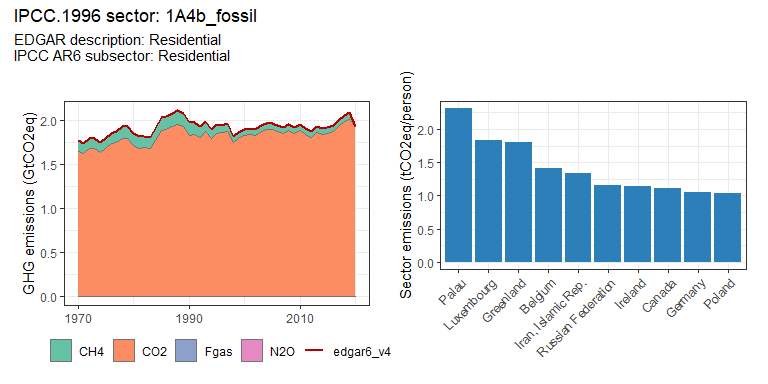 IPCC.1996 sector: 1A4b_fossil
EDGAR description: Residential
IPCC AR6 subsector: Residential
GHG emissions (GtCO2eq)
2.0
1.5
1.0
0.5
0.0
1970
1990
2010
CH4
CO2
Fgas
N2O
edgar6_v4
Sector emissions (tCO2eq/person)
2.0
1.5
1.0
0.5
0.0
Palau
Luxembourg
Greenland
Belgium
Iran, Islamic Rep.
Russian Federation
Ireland
Canada
Germany
Poland